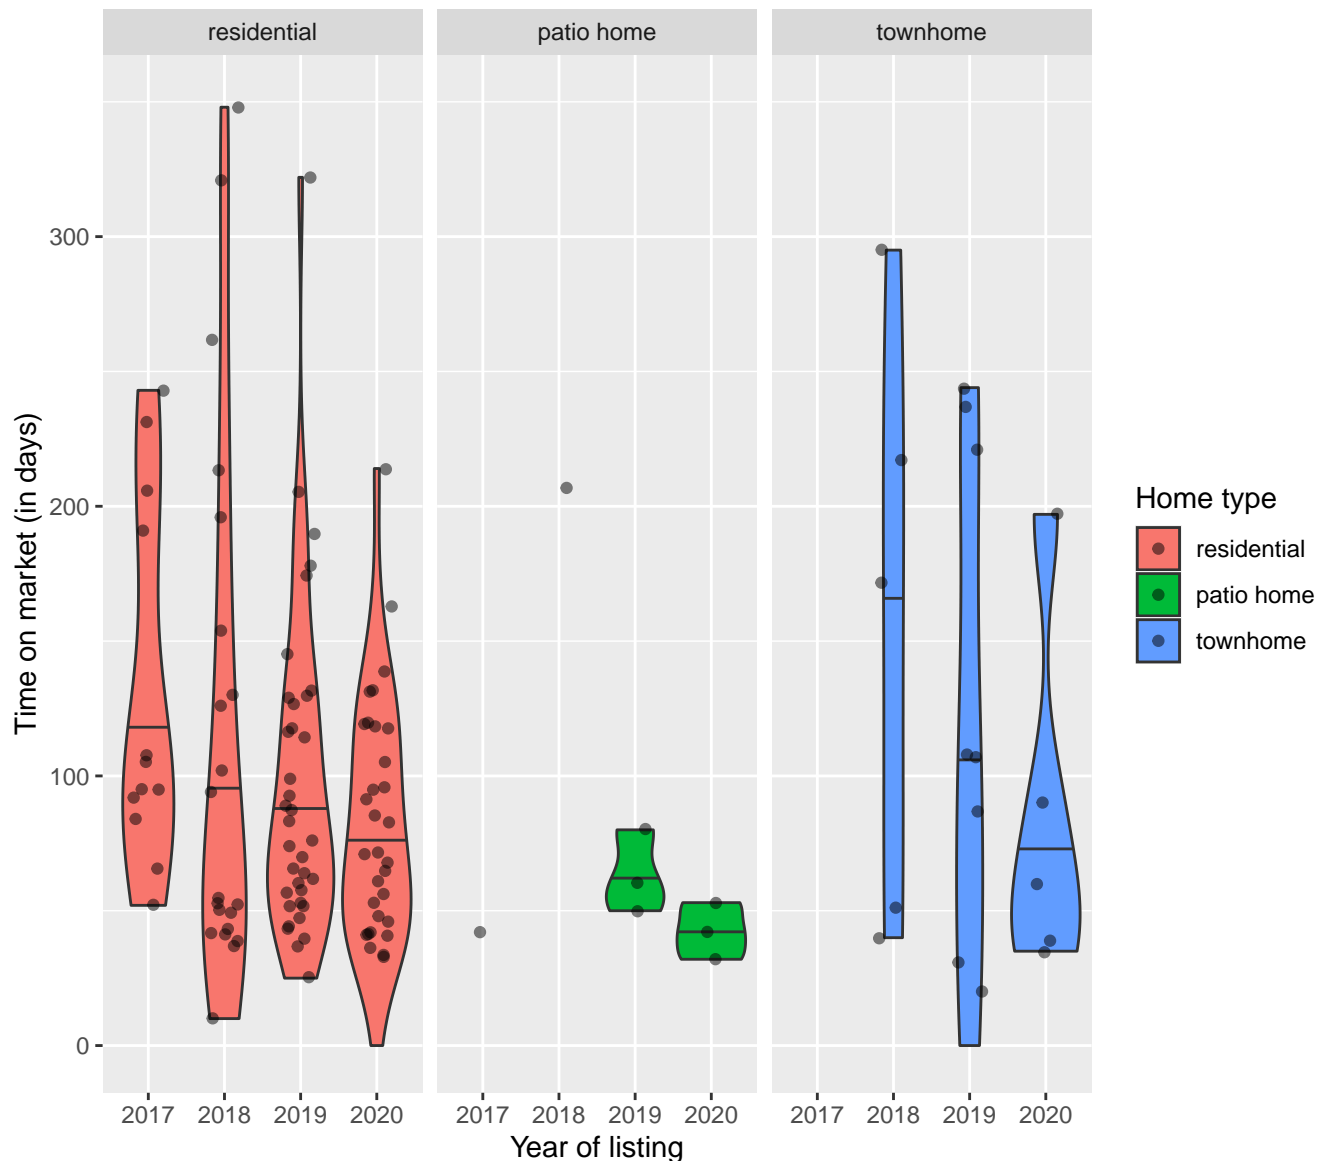 residential
patio home
townhome
Time on market (in days)
300
200
100
0
2017 2018 2019 2020
2017 2018 2019 2020
2017 2018 2019 2020
Year of listing
Home type
residential
patio home
townhome